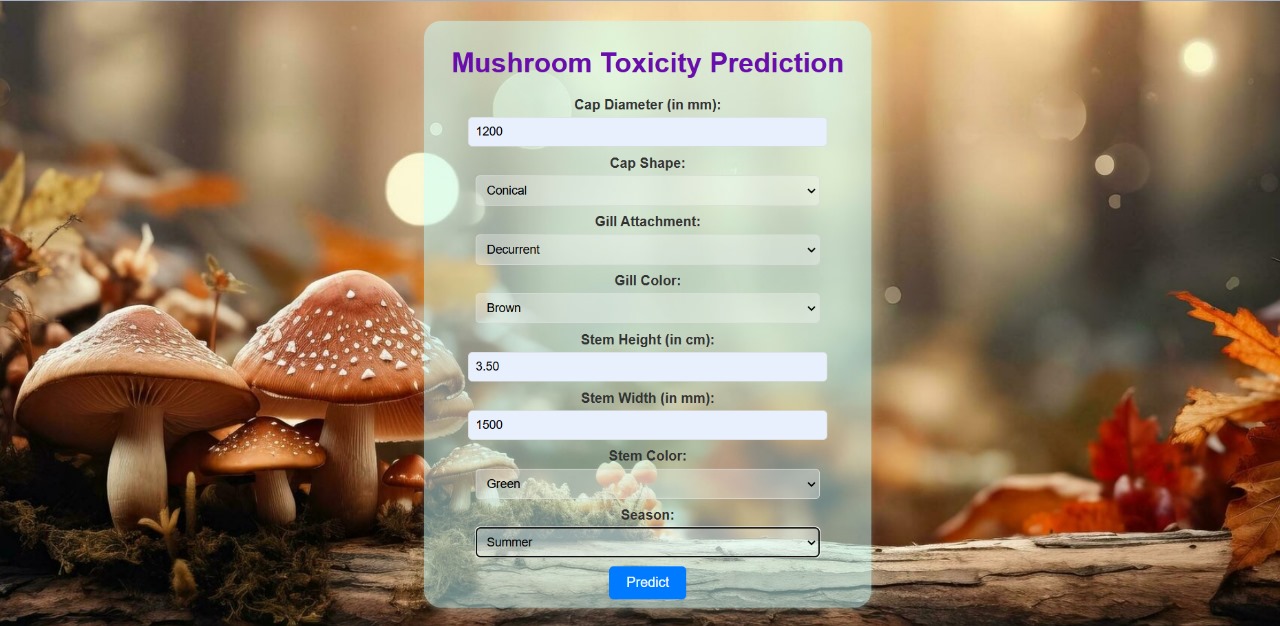 Mushroom Toxicity Prediction
Cap Diameter (in mm):
1200
Cap Shape:
Conical
Gill Attachment:
Decurrent
Gill Color:
Brown
Stem Height (in cm):
3.50
Stem Width (in mm):
1500
Stem Color:
Green
Season:
Summer
Predict